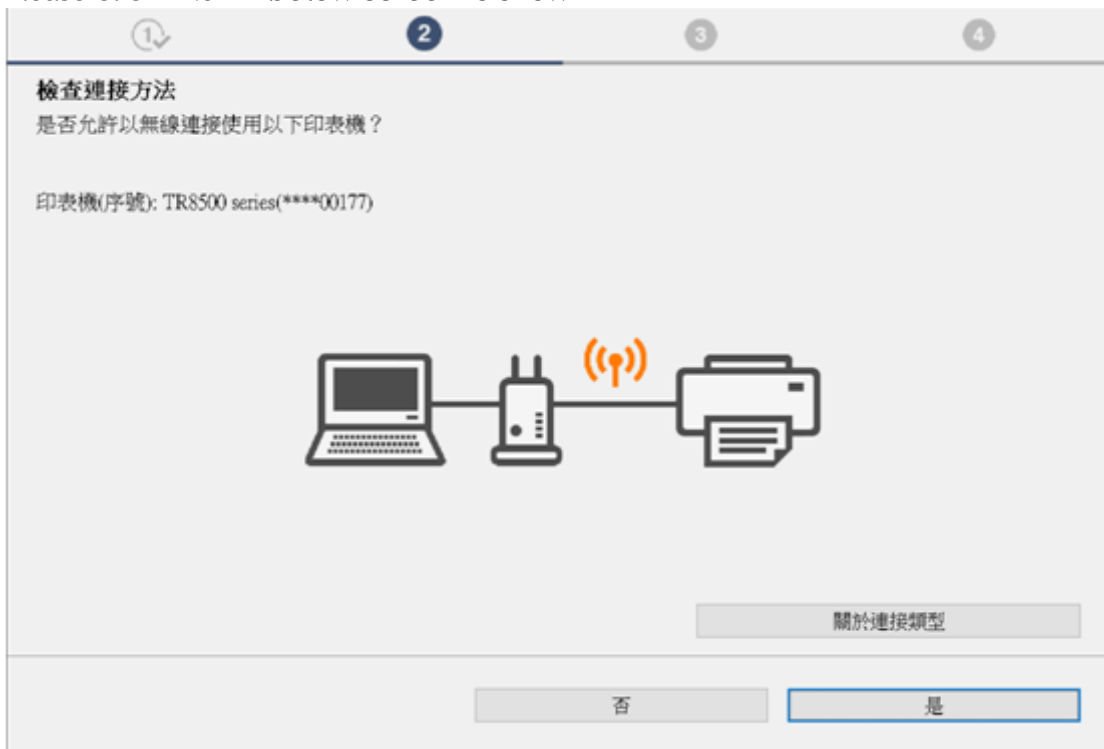 1 2 3 4
檢查連接方法
是否允許以無線連接使用以下印表機？
印表機(序號): TR8500 series(****00177)
關於連接類型
否 是